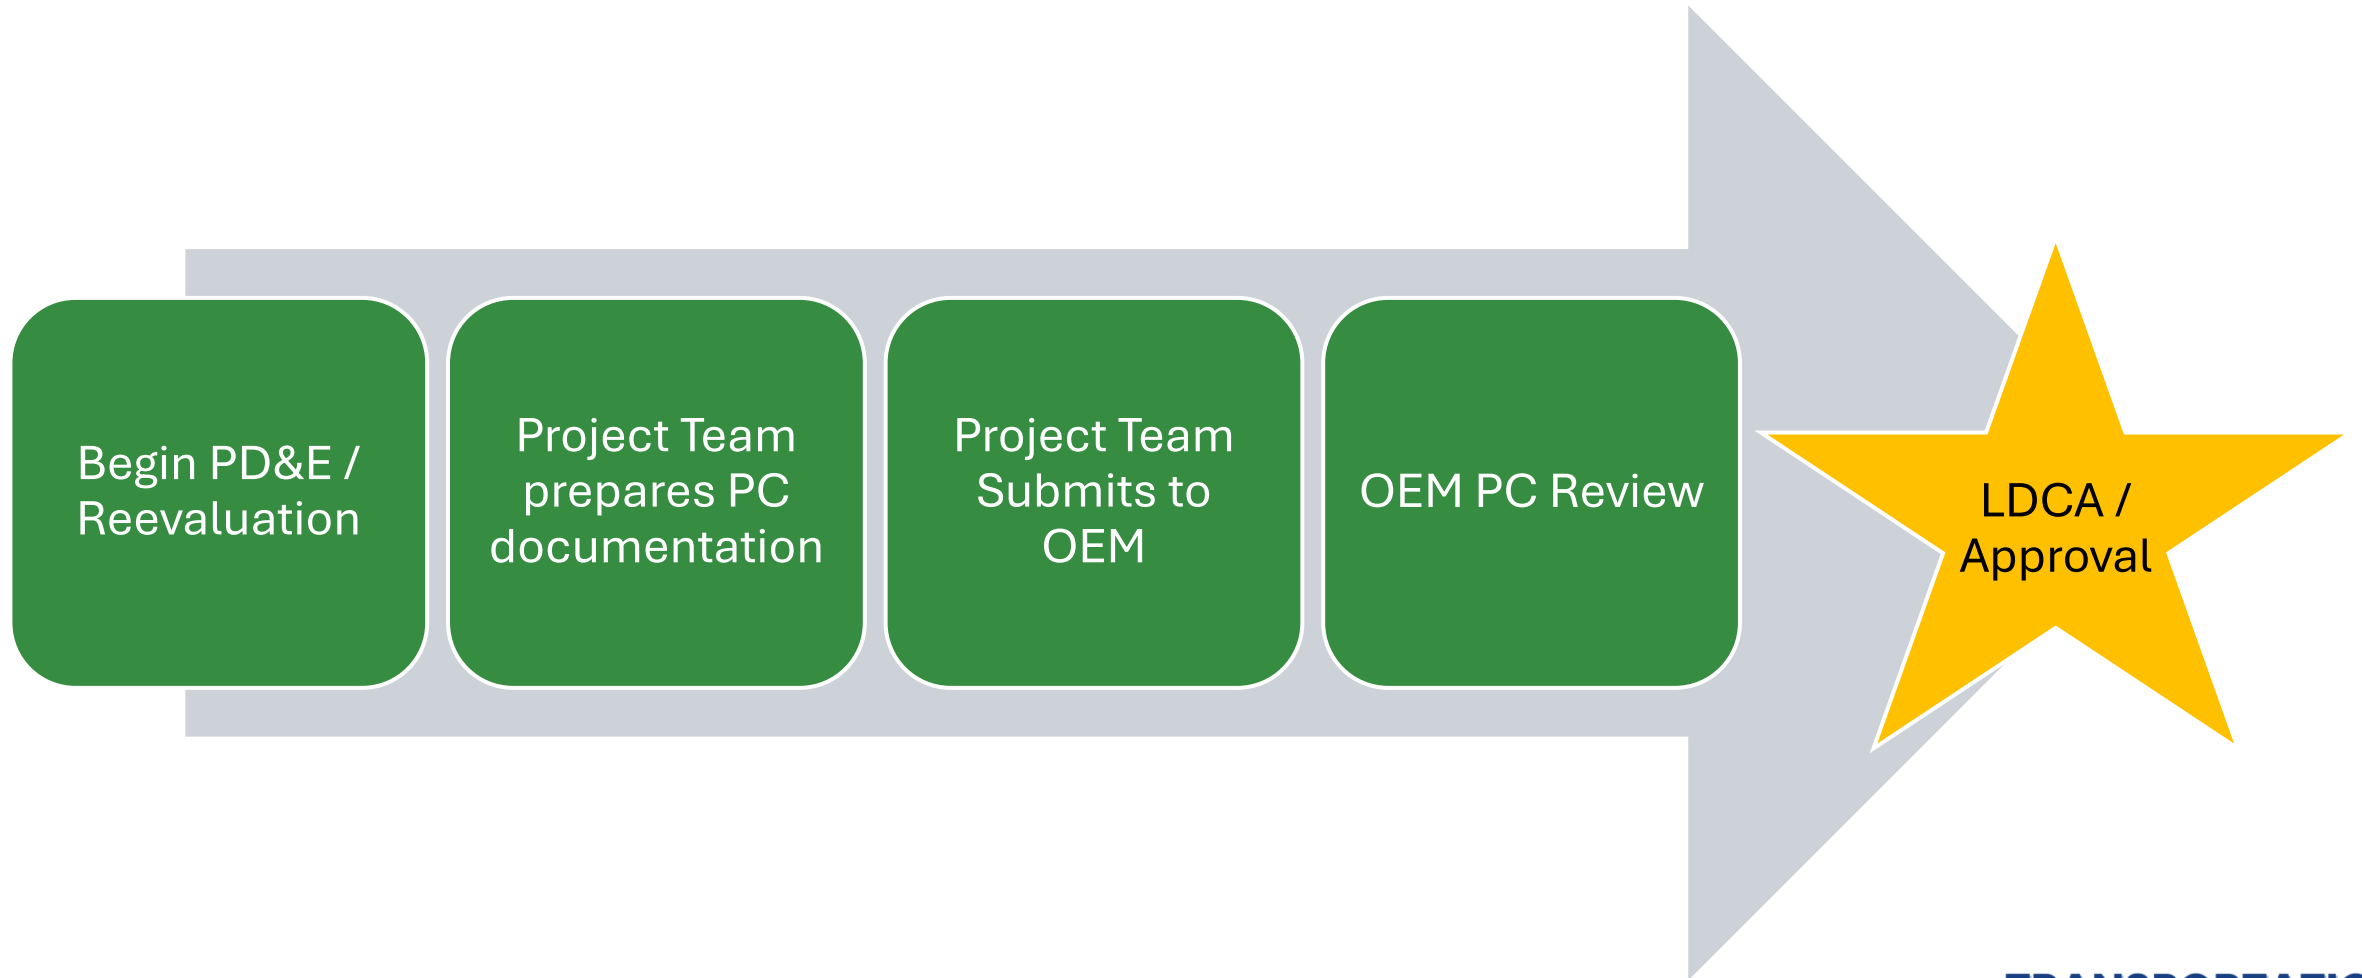 Begin PD&E /
Reevaluation
Project Team
prepares PC
documentation
Project Team
Submits to
OEM
OEM PC Review
LDCA /
Approval